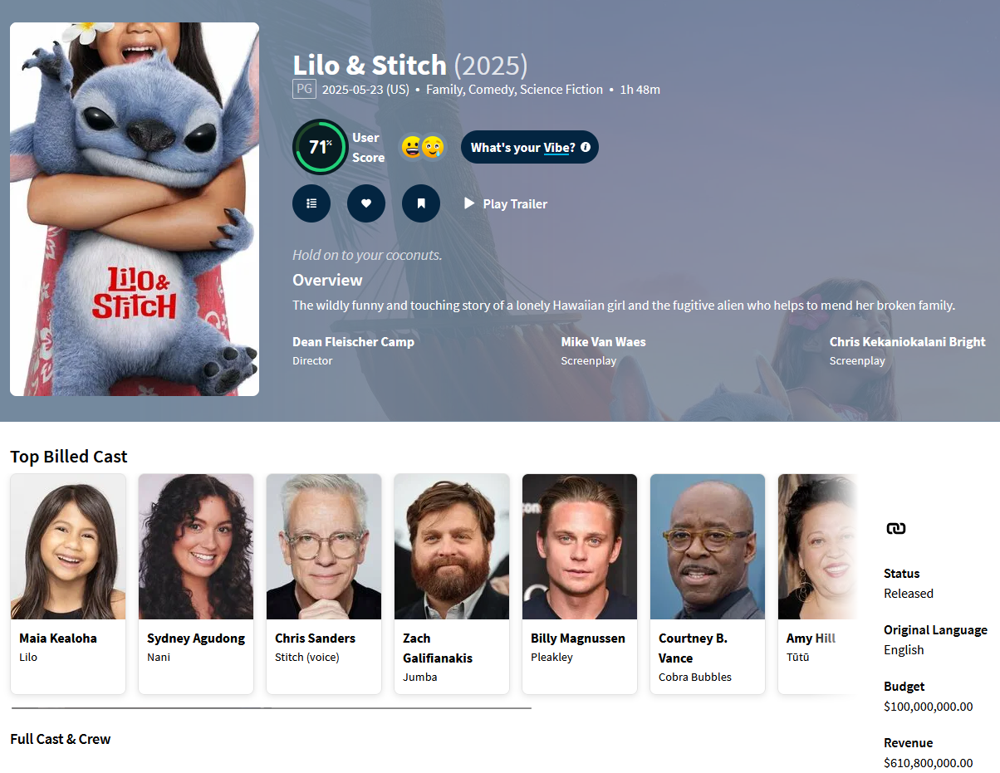 Lilo & Stitch (2025)
PG 2025-05-23 (US) • Family, Comedy, Science Fiction • 1h 48m
71%
User
Score
What's your Vibe?
Play Trailer
Hold on to your coconuts.
Overview
The wildly funny and touching story of a lonely Hawaiian girl and the fugitive alien who helps to mend her broken family.
Dean Fleischer Camp
Director
Mike Van Waes
Screenplay
Chris Kekaniokalani Bright
Screenplay
Lilo &
Stitch
Top Billed Cast
Maia Kealoha
Lilo
Sydney Agudong
Nani
Chris Sanders
Stitch (voice)
Zach
Galifianakis
Jumba
Billy Magnussen
Pleakley
Courtney B.
Vance
Cobra Bubbles
Amy Hill
Tūtū
Full Cast & Crew
Status
Released
Original Language
English
Budget
$100,000,000.00
Revenue
$610,800,000.00